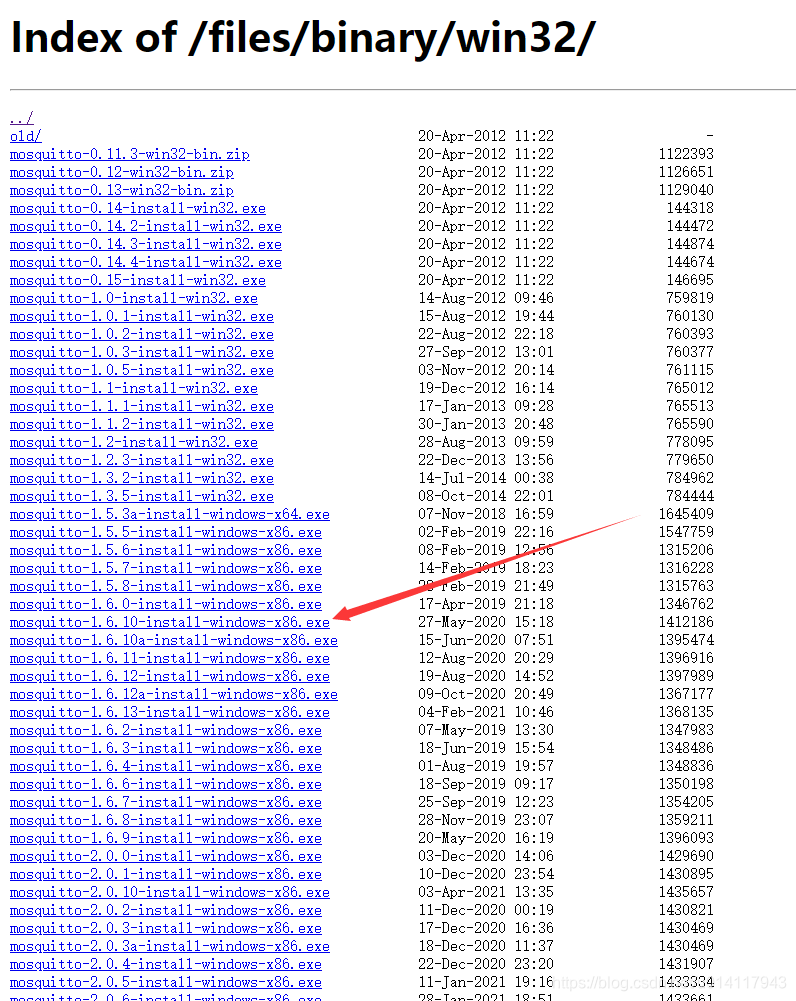 Index of /files/binary/win32/
../
old/ 20-Apr-2012 11:22 -
mosquitto-0.11.3-win32-bin.zip 20-Apr-2012 11:22 1122393
mosquitto-0.12-win32-bin.zip 20-Apr-2012 11:22 1126651
mosquitto-0.13-win32-bin.zip 20-Apr-2012 11:22 1129040
mosquitto-0.14-install-win32.exe 20-Apr-2012 11:22 144318
mosquitto-0.14.2-install-win32.exe 20-Apr-2012 11:22 144472
mosquitto-0.14.3-install-win32.exe 20-Apr-2012 11:22 144874
mosquitto-0.14.4-install-win32.exe 20-Apr-2012 11:22 144674
mosquitto-0.15-install-win32.exe 20-Apr-2012 11:22 146695
mosquitto-1.0-install-win32.exe 14-Aug-2012 09:46 759819
mosquitto-1.0.1-install-win32.exe 15-Aug-2012 19:44 760130
mosquitto-1.0.2-install-win32.exe 22-Aug-2012 22:18 760393
mosquitto-1.0.3-install-win32.exe 27-Sep-2012 13:01 760377
mosquitto-1.0.5-install-win32.exe 03-Nov-2012 20:14 761115
mosquitto-1.1-install-win32.exe 19-Dec-2012 16:14 765012
mosquitto-1.1.1-install-win32.exe 17-Jan-2013 09:28 765513
mosquitto-1.1.2-install-win32.exe 30-Jan-2013 20:48 765590
mosquitto-1.2-install-win32.exe 28-Aug-2013 09:59 778095
mosquitto-1.2.3-install-win32.exe 22-Dec-2013 13:56 779650
mosquitto-1.3.2-install-win32.exe 14-Jul-2014 00:38 784962
mosquitto-1.3.5-install-win32.exe 08-Oct-2014 22:01 784444
mosquitto-1.5.3a-install-windows-x64.exe 07-Nov-2018 16:59 1645409
mosquitto-1.5.5-install-windows-x86.exe 02-Feb-2019 22:16 1547759
mosquitto-1.5.6-install-windows-x86.exe 08-Feb-2019 12:56 1315206
mosquitto-1.5.7-install-windows-x86.exe 14-Feb-2019 18:23 1316228
mosquitto-1.5.8-install-windows-x86.exe 28-Feb-2019 21:49 1315763
mosquitto-1.6.0-install-windows-x86.exe 17-Apr-2019 21:18 1346762
mosquitto-1.6.10-install-windows-x86.exe 27-May-2020 15:18 1412186
mosquitto-1.6.10a-install-windows-x86.exe 15-Jun-2020 07:51 1395474
mosquitto-1.6.11-install-windows-x86.exe 12-Aug-2020 20:29 1396916
mosquitto-1.6.12-install-windows-x86.exe 19-Aug-2020 14:52 1397989
mosquitto-1.6.12a-install-windows-x86.exe 09-Oct-2020 20:49 1367177
mosquitto-1.6.13-install-windows-x86.exe 04-Feb-2021 10:46 1368135
mosquitto-1.6.2-install-windows-x86.exe 07-May-2019 13:30 1347983
mosquitto-1.6.3-install-windows-x86.exe 18-Jun-2019 15:54 1348486
mosquitto-1.6.4-install-windows-x86.exe 01-Aug-2019 19:57 1348836
mosquitto-1.6.6-install-windows-x86.exe 18-Sep-2019 09:17 1350198
mosquitto-1.6.7-install-windows-x86.exe 25-Sep-2019 12:23 1354205
mosquitto-1.6.8-install-windows-x86.exe 28-Nov-2019 23:07 1359211
mosquitto-1.6.9-install-windows-x86.exe 20-May-2020 16:19 1396093
mosquitto-2.0.0-install-windows-x86.exe 03-Dec-2020 14:06 1429690
mosquitto-2.0.1-install-windows-x86.exe 10-Dec-2020 23:54 1430895
mosquitto-2.0.10-install-windows-x86.exe 03-Apr-2021 13:35 1435657
mosquitto-2.0.2-install-windows-x86.exe 11-Dec-2020 00:19 1430821
mosquitto-2.0.3-install-windows-x86.exe 17-Dec-2020 16:36 1430469
mosquitto-2.0.3a-install-windows-x86.exe 18-Dec-2020 11:37 1430469
mosquitto-2.0.4-install-windows-x86.exe 22-Dec-2020 23:20 1431907
mosquitto-2.0.5-install-windows-x86.exe 11-Jan-2021 19:16 1433334
mosquitto-2.0.6-install-windows-x86.exe 28-Jan-2021 18:51 1433661